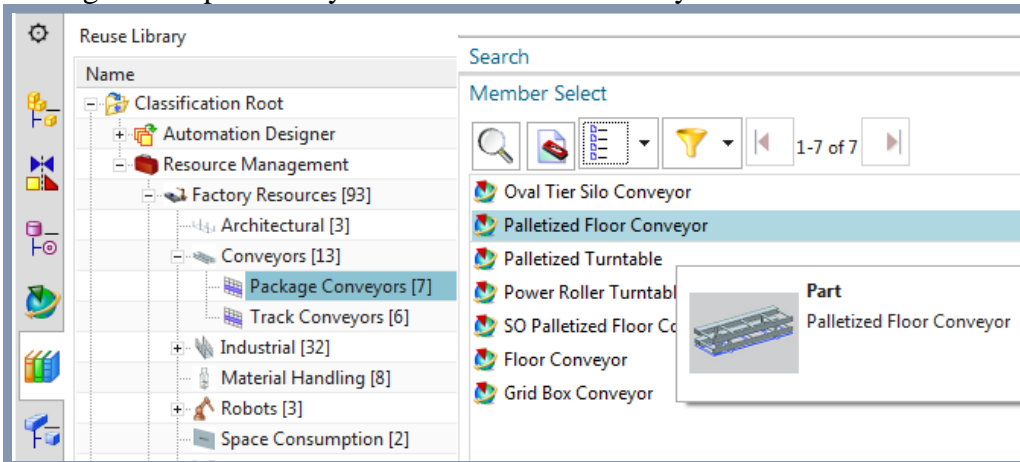 Reuse Library
Name
Classification Root
Automation Designer
Resource Management
Factory Resources [93]
Architectural [3]
Conveyors [13]
Package Conveyors [7]
Track Conveyors [6]
Industrial [32]
Material Handling [8]
Robots [3]
Space Consumption [2]
Search
Member Select
1-7 of 7
Oval Tier Silo Conveyor
Palletized Floor Conveyor
Palletized Turntable
Power Roller Turntabl
SO Palletized Floor Co
Floor Conveyor
Grid Box Conveyor
Part
Palletized Floor Conveyor